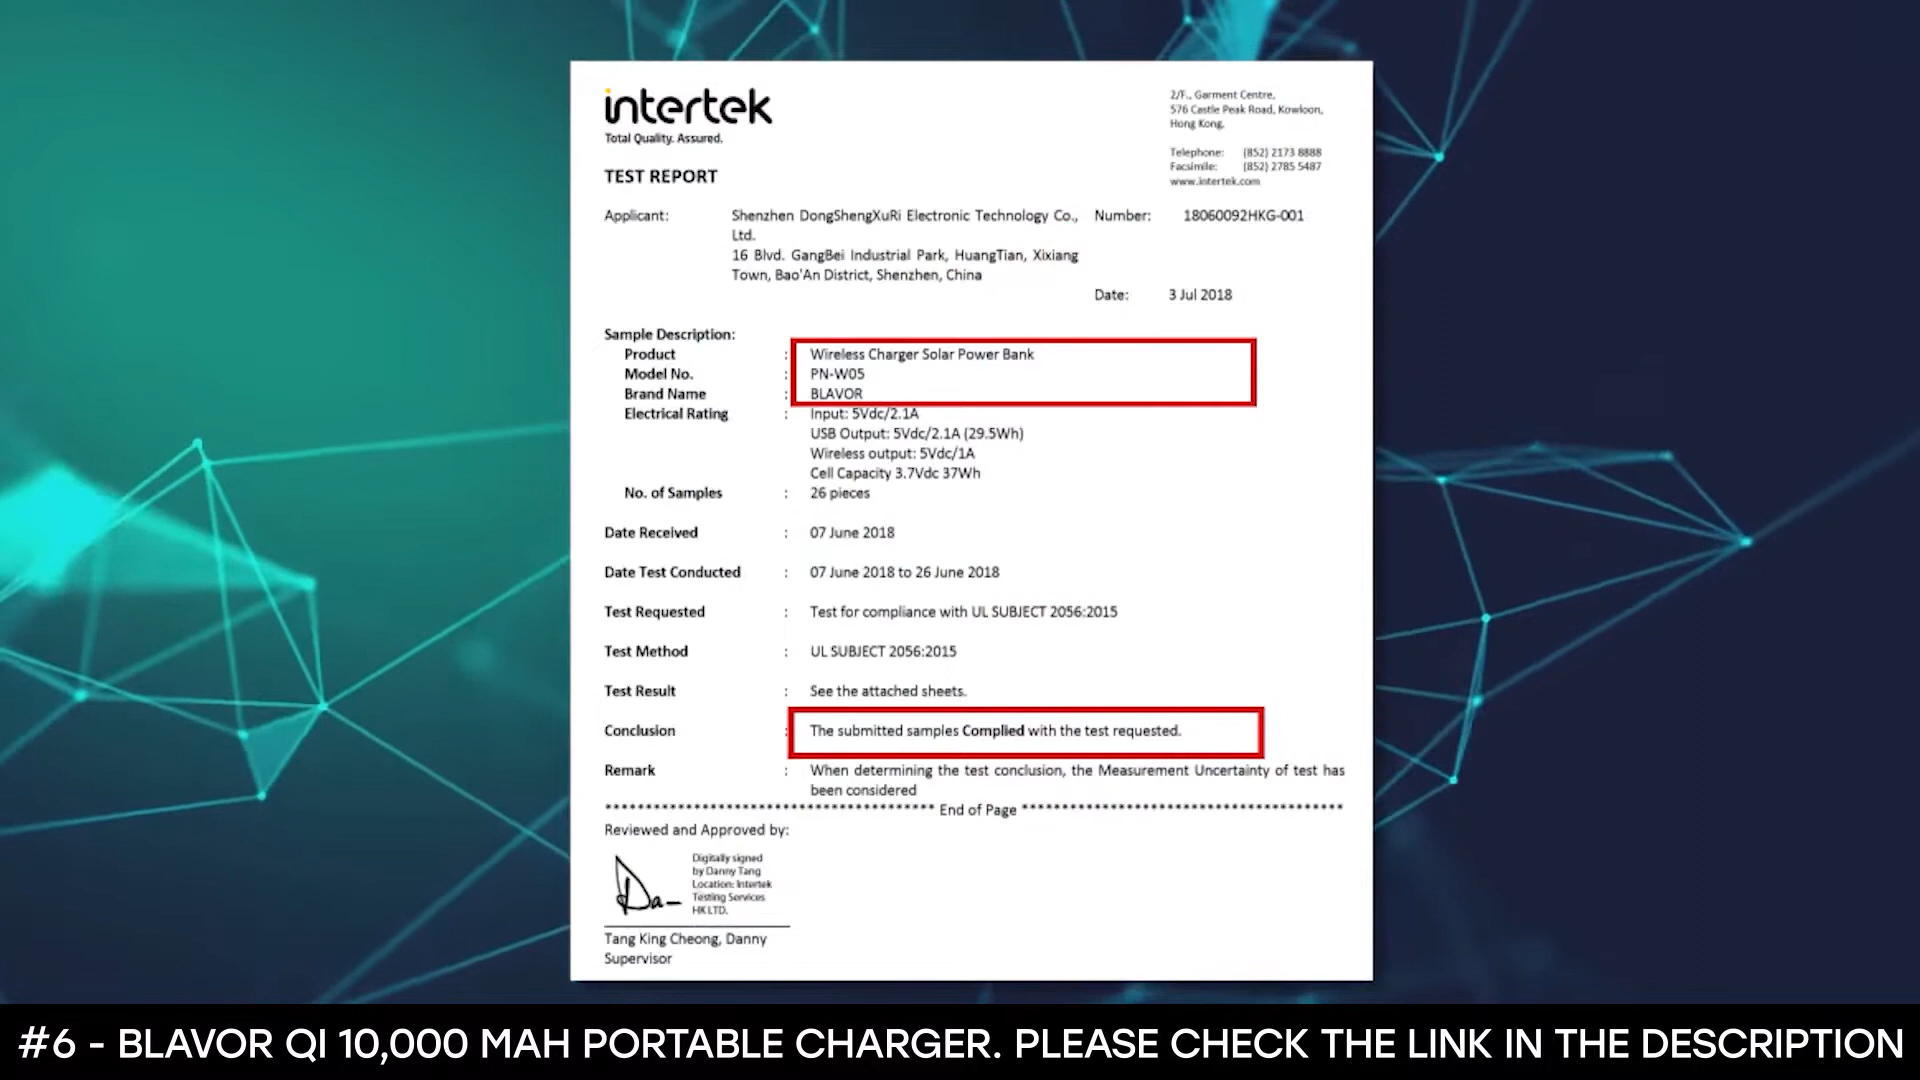 intertek
Total Quality. Assured.
2/F., Garment Centre,
576 Castle Peak Road, Kowloon,
Hong Kong.
Telephone: (852) 2173 8888
Facsimile: (852) 2785 5487
www.intertek.com
TEST REPORT
Applicant: Shenzhen DongShengXuRi Electronic Technology Co., Ltd.
Number: 18060092HKG-001
16 Blvd. GangBei Industrial Park, HuangTian, Xixiang
Town, Bao'An District, Shenzhen, China
Date: 3 Jul 2018
Sample Description:
Product : Wireless Charger Solar Power Bank
Model No. : PN-W05
Brand Name : BLAVOR
Electrical Rating : Input: 5Vdc/2.1A
USB Output: 5Vdc/2.1A (29.5Wh)
Wireless output: 5Vdc/1A
Cell Capacity 3.7Vdc 37Wh
No. of Samples : 26 pieces
Date Received : 07 June 2018
Date Test Conducted : 07 June 2018 to 26 June 2018
Test Requested : Test for compliance with UL SUBJECT 2056:2015
Test Method : UL SUBJECT 2056:2015
Test Result : See the attached sheets.
Conclusion : The submitted samples Complied with the test requested.
Remark : When determining the test conclusion, the Measurement Uncertainty of test has
been considered
**************************************** End of Page ***************************************
Reviewed and Approved by:
Digitally signed
by Danny Tang
Location: Intertek
Testing Services
HK LTD.
Tang King Cheong, Danny
Supervisor
#6 - BLAVOR QI 10,000 MAH PORTABLE CHARGER. PLEASE CHECK THE LINK IN THE DESCRIPTION